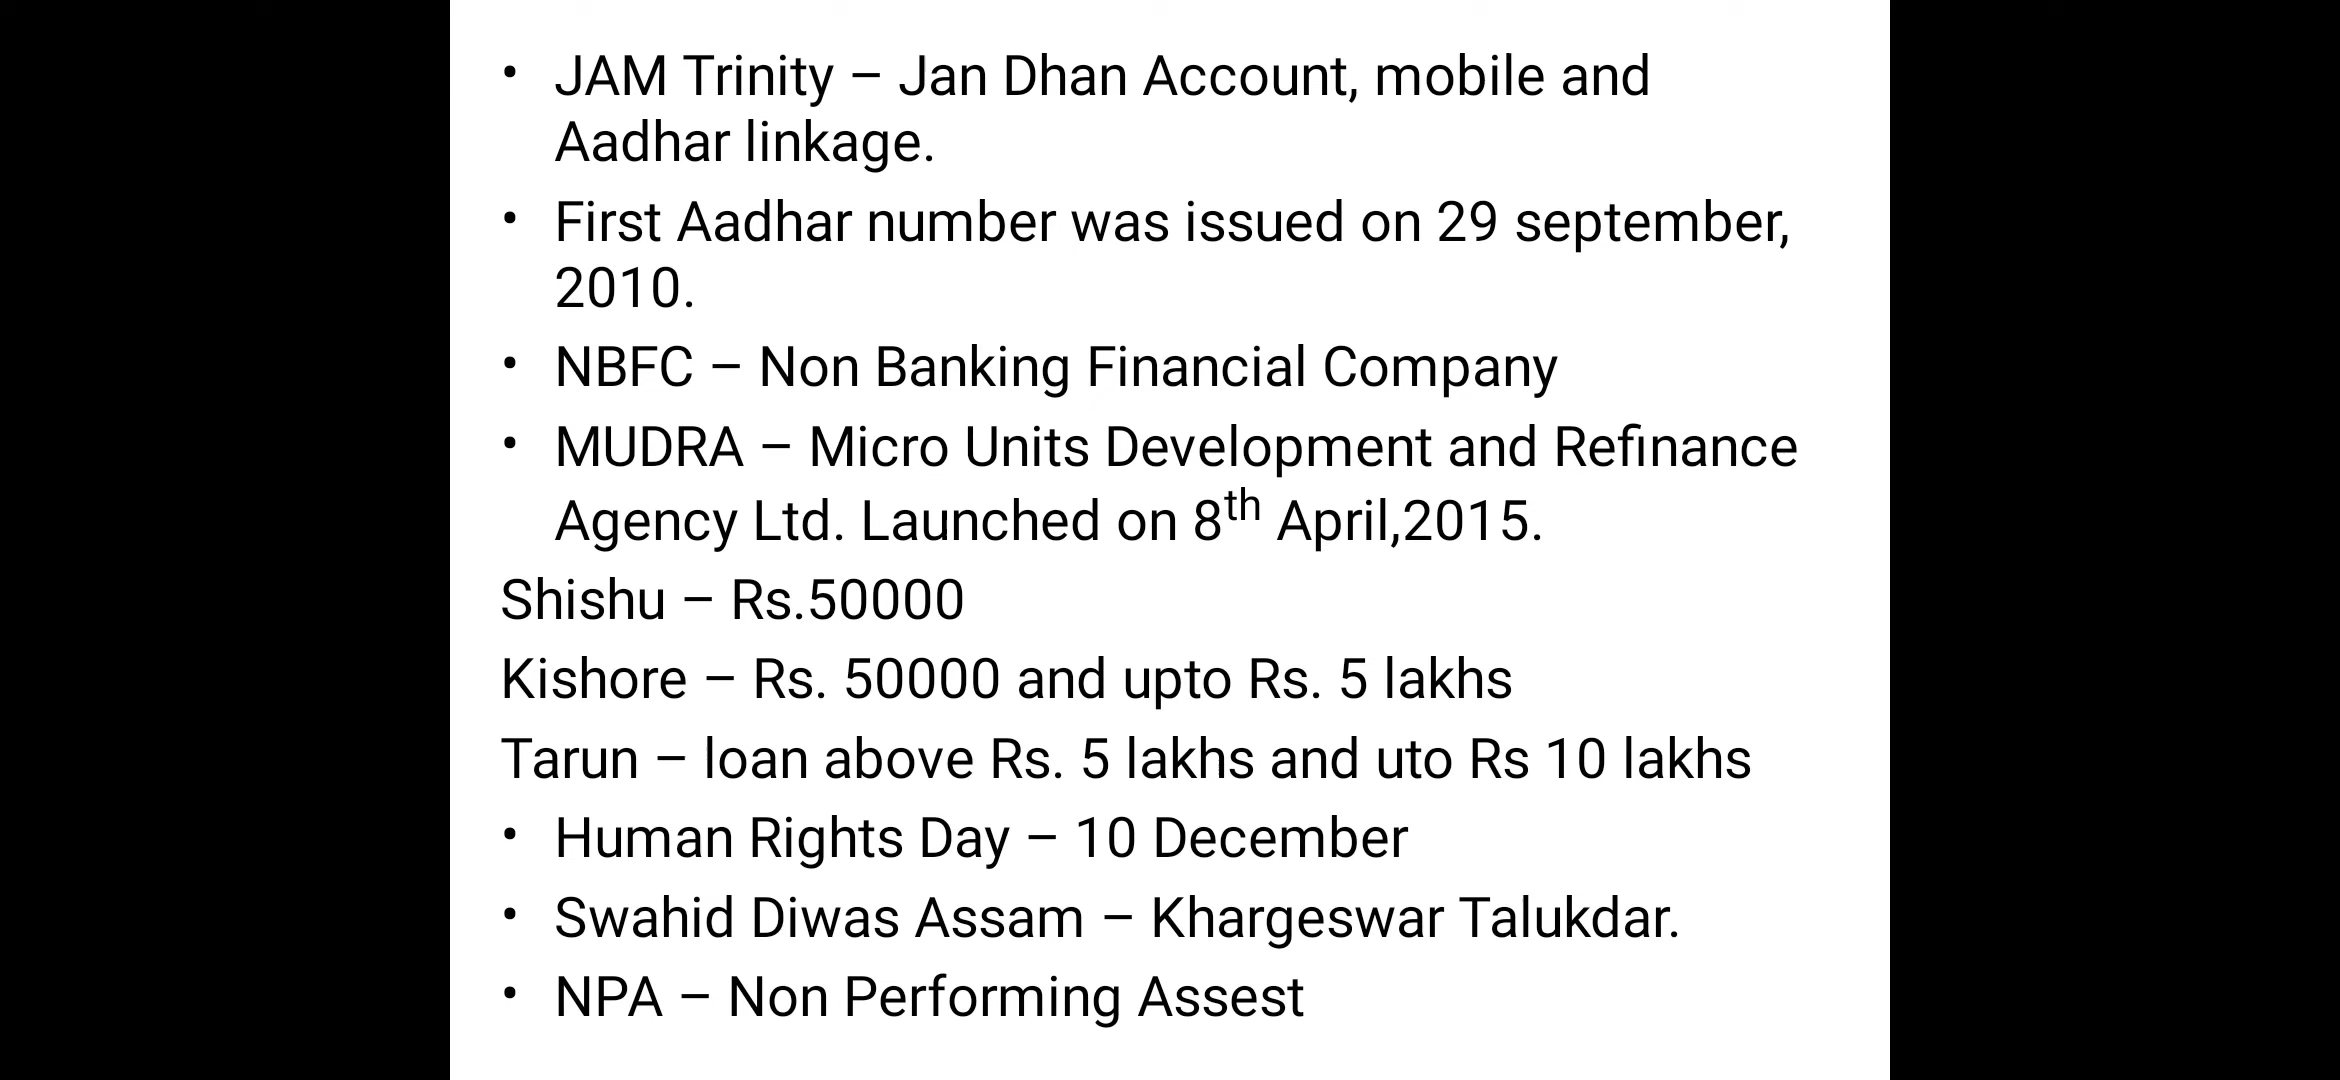 • JAM Trinity – Jan Dhan Account, mobile and
Aadhar linkage.
• First Aadhar number was issued on 29 september,
2010.
• NBFC – Non Banking Financial Company
• MUDRA – Micro Units Development and Refinance
Agency Ltd. Launched on 8th April,2015.
Shishu – Rs.50000
Kishore – Rs. 50000 and upto Rs. 5 lakhs
Tarun – loan above Rs. 5 lakhs and uto Rs 10 lakhs
• Human Rights Day – 10 December
• Swahid Diwas Assam – Khargeswar Talukdar.
• NPA – Non Performing Assest